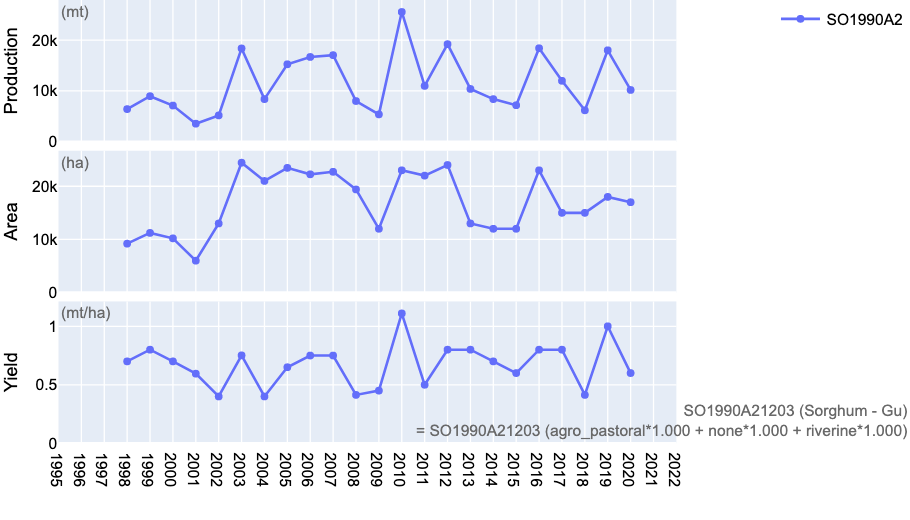 (mt)
SO1990A2
Production
20k
10k
0
(ha)
Area
20k
10k
0
(mt/ha)
Yield
1
0.5
0
SO1990A21203 (Sorghum - Gu)
= SO1990A21203 (agro_pastoral*1.000 + none*1.000 + riverine*1.000)
1995 1996 1997 1998 1999 2000 2001 2002 2003 2004 2005 2006 2007 2008 2009 2010 2011 2012 2013 2014 2015 2016 2017 2018 2019 2020 2021 2022